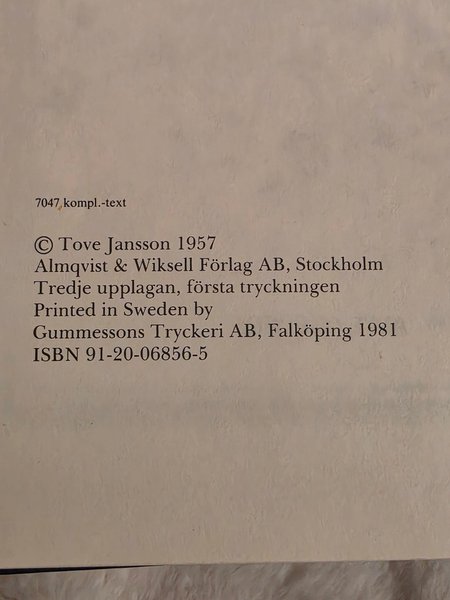 7047 kompl.-text
© Tove Jansson 1957
Almqvist & Wiksell Förlag AB, Stockholm
Tredje upplagan, första tryckningen
Printed in Sweden by
Gummessons Tryckeri AB, Falköping 1981
ISBN 91-20-06856-5